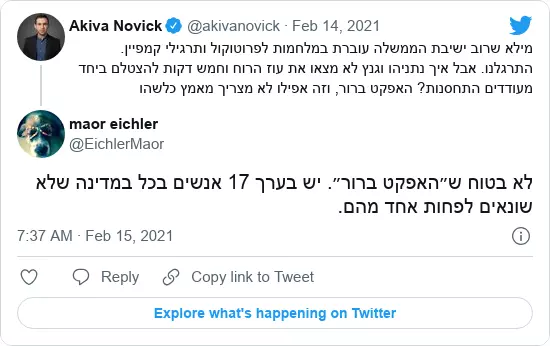 Akiva Novick @akivanovick · Feb 14, 2021
מילא שרוב ישיבת הממשלה עוברת במלחמות לפרוטוקול ותרגילי קמפיין.
התרגלנו. אבל איך נתניהו וגנץ לא מצאו את עוז הרוח וחמש דקות להצטלם ביחד
מעודדים התחסנות? האפקט ברור, וזה אפילו לא מצריך מאמץ כלשהו
maor eichler
@EichlerMaor
לא בטוח ש״האפקט ברור״. יש בערך 17 אנשים בכל במדינה שלא
שונאים לפחות אחד מהם.
7:37 AM · Feb 15, 2021
Reply Copy link to Tweet
Explore what's happening on Twitter